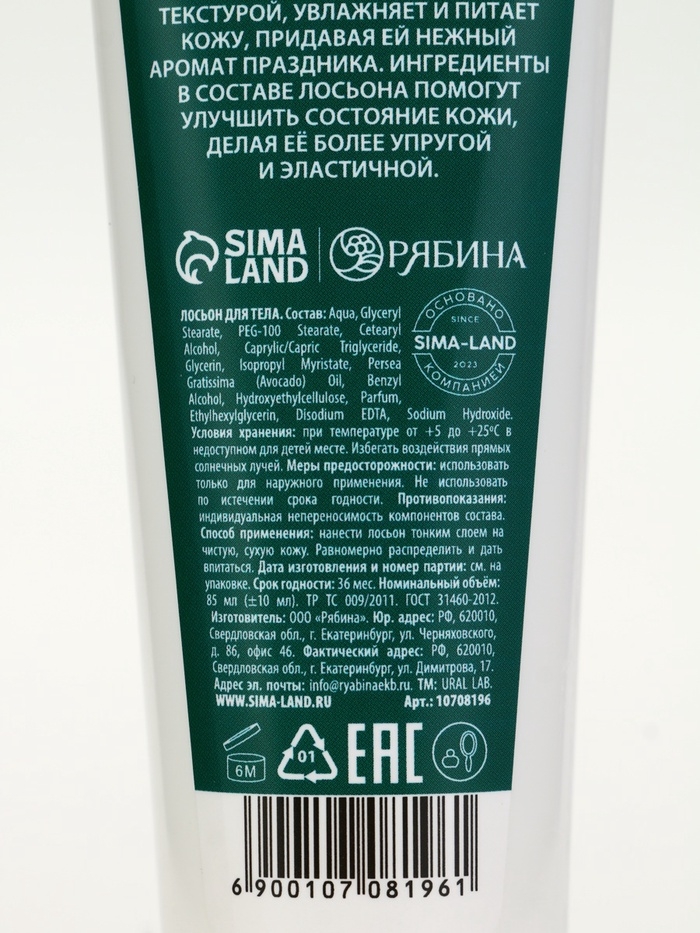 ТЕКСТУРОЙ, УВЛАЖНЯЕТ И ПИТАЕТ
КОЖУ, ПРИДАВАЯ ЕЙ НЕЖНЫЙ
АРОМАТ ПРАЗДНИКА. ИНГРЕДИЕНТЫ
В СОСТАВЕ ЛОСЬОНА ПОМОГУТ
УЛУЧШИТЬ СОСТОЯНИЕ КОЖИ,
ДЕЛАЯ ЕЁ БОЛЕЕ УПРУГОЙ
И ЭЛАСТИЧНОЙ.
SIMA
LAND
РЯБИНА
ЛОСЬОН ДЛЯ ТЕЛА. Состав: Aqua, Glyceryl
Stearate, PEG-100 Stearate, Cetearyl
Alcohol, Caprylic/Capric Triglyceride,
Glycerin, Isopropyl Myristate, Persea
Gratissima (Avocado) Oil, Benzyl
Alcohol, Hydroxyethylcellulose, Parfum,
Ethylhexylglycerin, Disodium EDTA, Sodium Hydroxide.
ОСНОВАНО
SINCE
SIMA-LAND
2023
КОМПАНИЕЙ
Условия хранения: при температуре от +5 до +25°С в
недоступном для детей месте. Избегать воздействия прямых
солнечных лучей. Меры предосторожности: использовать
только для наружного применения. Не использовать
по истечении срока годности. Противопоказания:
индивидуальная непереносимость компонентов состава.
Способ применения: нанести лосьон тонким слоем на
чистую, сухую кожу. Равномерно распределить и дать
впитаться. Дата изготовления и номер партии: см. на
упаковке. Срок годности: 36 мес. Номинальный объём:
85 мл (±10 мл). ТР ТС 009/2011. ГОСТ 31460-2012.
Изготовитель: ООО «Рябина». Юр. адрес: РФ, 620010,
Свердловская обл., г. Екатеринбург, ул. Черняховского,
д. 86, офис 46. Фактический адрес: РФ, 620010,
Свердловская обл., г. Екатеринбург, ул. Димитрова, 17.
Адрес эл. почты: info@ryabinaekb.ru. ТМ: URAL LAB.
WWW.SIMA-LAND.RU Арт.: 10708196
6M
01
EAC
6 900107 081961